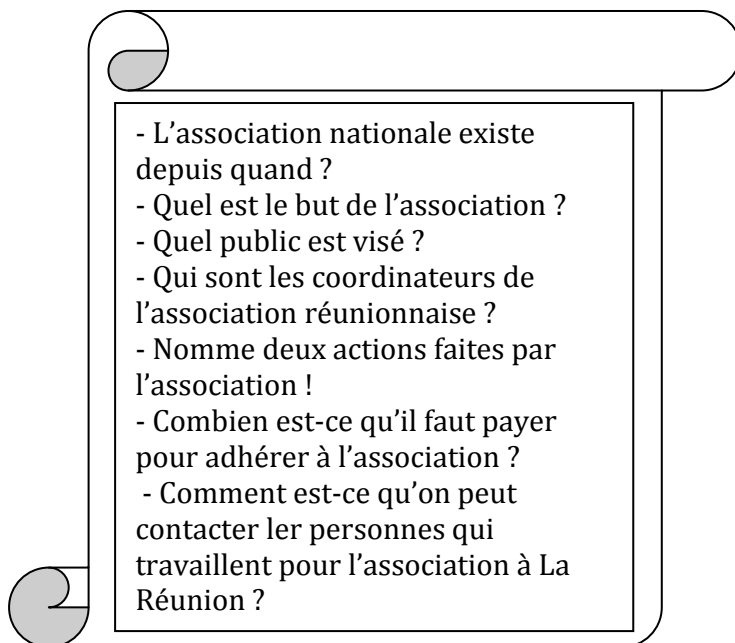 - L’association nationale existe
depuis quand ?
- Quel est le but de l’association ?
- Quel public est visé ?
- Qui sont les coordinateurs de
l’association réunionnaise ?
- Nomme deux actions faites par
l’association !
- Combien est-ce qu’il faut payer
pour adhérer à l’association ?
- Comment est-ce qu’on peut
contacter ler personnes qui
travaillent pour l’association à La
Réunion ?